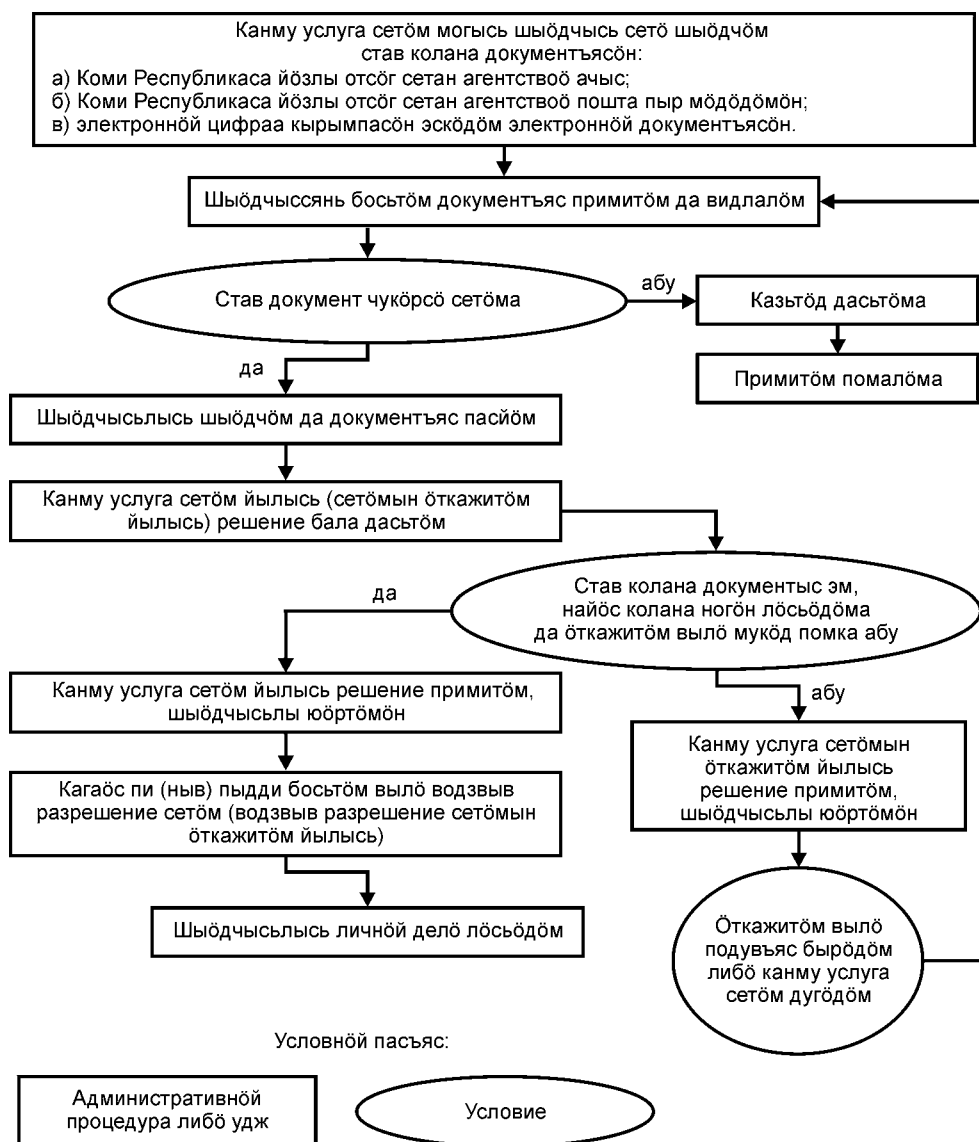 Канму услуга сетӧм могысь шыӧдчысь сетӧ шыӧдчӧм
став колана документъясӧн:
а) Коми Республикаса йӧзлы отсӧг сетан агентствоӧ ачыс;
б) Коми Республикаса йӧзлы отсӧг сетан агентствоӧ пошта пыр мӧдӧдӧмӧн;
в) электроннӧй цифраа кырымпасӧн эскӧдӧм электроннӧй документъясӧн.
Шыӧдчыссянь босьтӧм документъяс примитӧм да видлалӧм
Став документ чукӧрсӧ сетӧма
абу
Казьтӧд дасьтӧма
Примитӧм помалӧма
да
Шыӧдчысьлысь шыӧдчӧм да документъяс пасйӧм
Канму услуга сетӧм йылысь (сетӧмын ӧткажитӧм
йылысь) решение бала дасьтӧм
Став колана документыс эм,
найӧс колана ногӧн лӧсьӧдӧма
да ӧткажитӧм вылӧ мукӧд помка абу
да
Канму услуга сетӧм йылысь решение примитӧм,
шыӧдчысьлы юӧртӧмӧн
абу
Канму услуга сетӧмын
ӧткажитӧм йылысь
решение примитӧм,
шыӧдчысьлы юӧртӧмӧн
Кагаӧс пи (ныв) пыдди босьтӧм вылӧ водзвыв
разрешение сетӧм (водзвыв разрешение сетӧмын
ӧткажитӧм йылысь)
Шыӧдчысьлысь личнӧй делӧ лӧсьӧдӧм
Ӧткажитӧм вылӧ
подувъяс бырӧдӧм
либӧ канму услуга
сетӧм дугӧдӧм
Условнӧй пасъяс:
Административнӧй
процедура либӧ удж
Условие